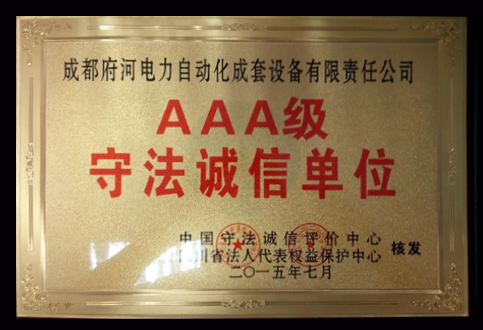 成都府河电力自动化成套设备有限责任公司
AAA级
守法诚信单位
中国守法诚信评价中心
四川省法人代表权益保护中心 核发
二〇一五年七月